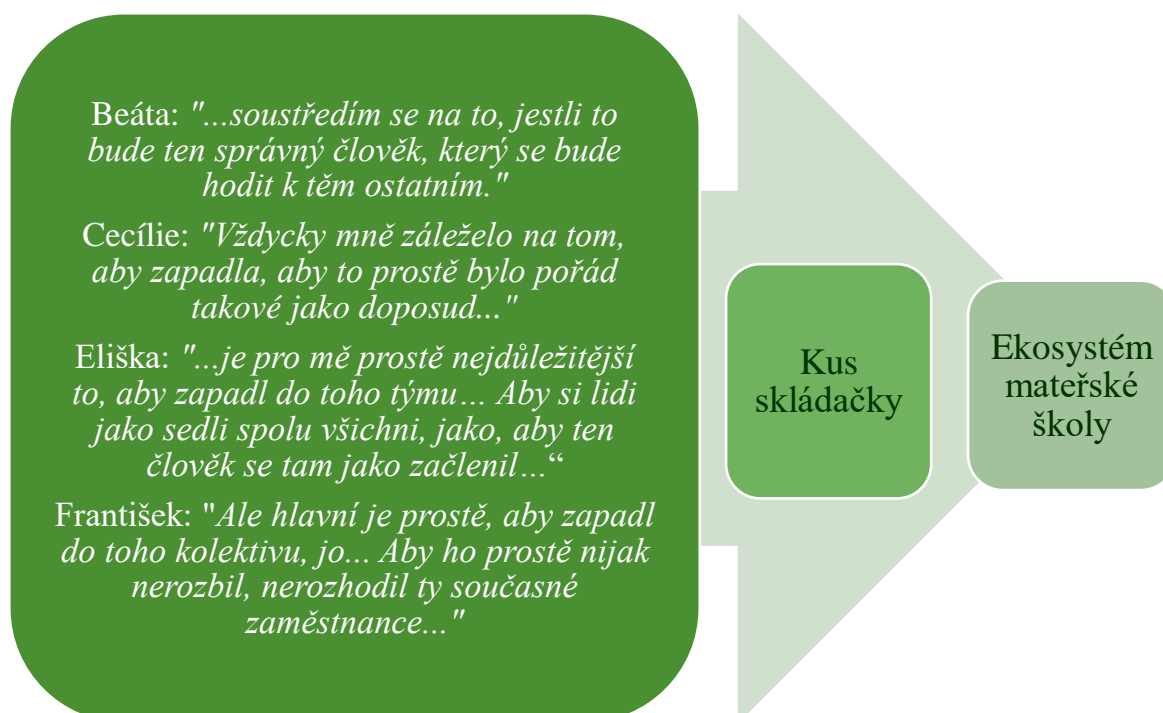 Beáta: "...soustředím se na to, jestli to
bude ten správný člověk, který se bude
hodit k těm ostatním."
Cecílie: "Vždycky mně záleželo na tom,
aby zapadla, aby to prostě bylo pořád
takové jako doposud..."
Eliška: "...je pro mě prostě nejdůležitější
to, aby zapadl do toho týmu… Aby si lidi
jako sedli spolu všichni, jako, aby ten
člověk se tam jako začlenil…“
František: "Ale hlavní je prostě, aby zapadl
do toho kolektivu, jo... Aby ho prostě nijak
nerozbil, nerozhodil ty současné
zaměstnance..."
Kus
skládačky
Ekosystém
mateřské
školy